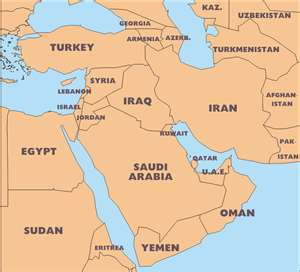 KAZ.
UZBEKISTAN
GEORGIA
ARMENIA
AZERB.
TURKMENISTAN
TURKEY
SYRIA
LEBANON
IRAQ
IRAN
AFGHAN-
ISTAN
ISRAEL
JORDAN
KUWAIT
PAK-
ISTAN
EGYPT
QATAR
SAUDI
ARABIA
U.A.E.
OMAN
SUDAN
ERITREA
YEMEN